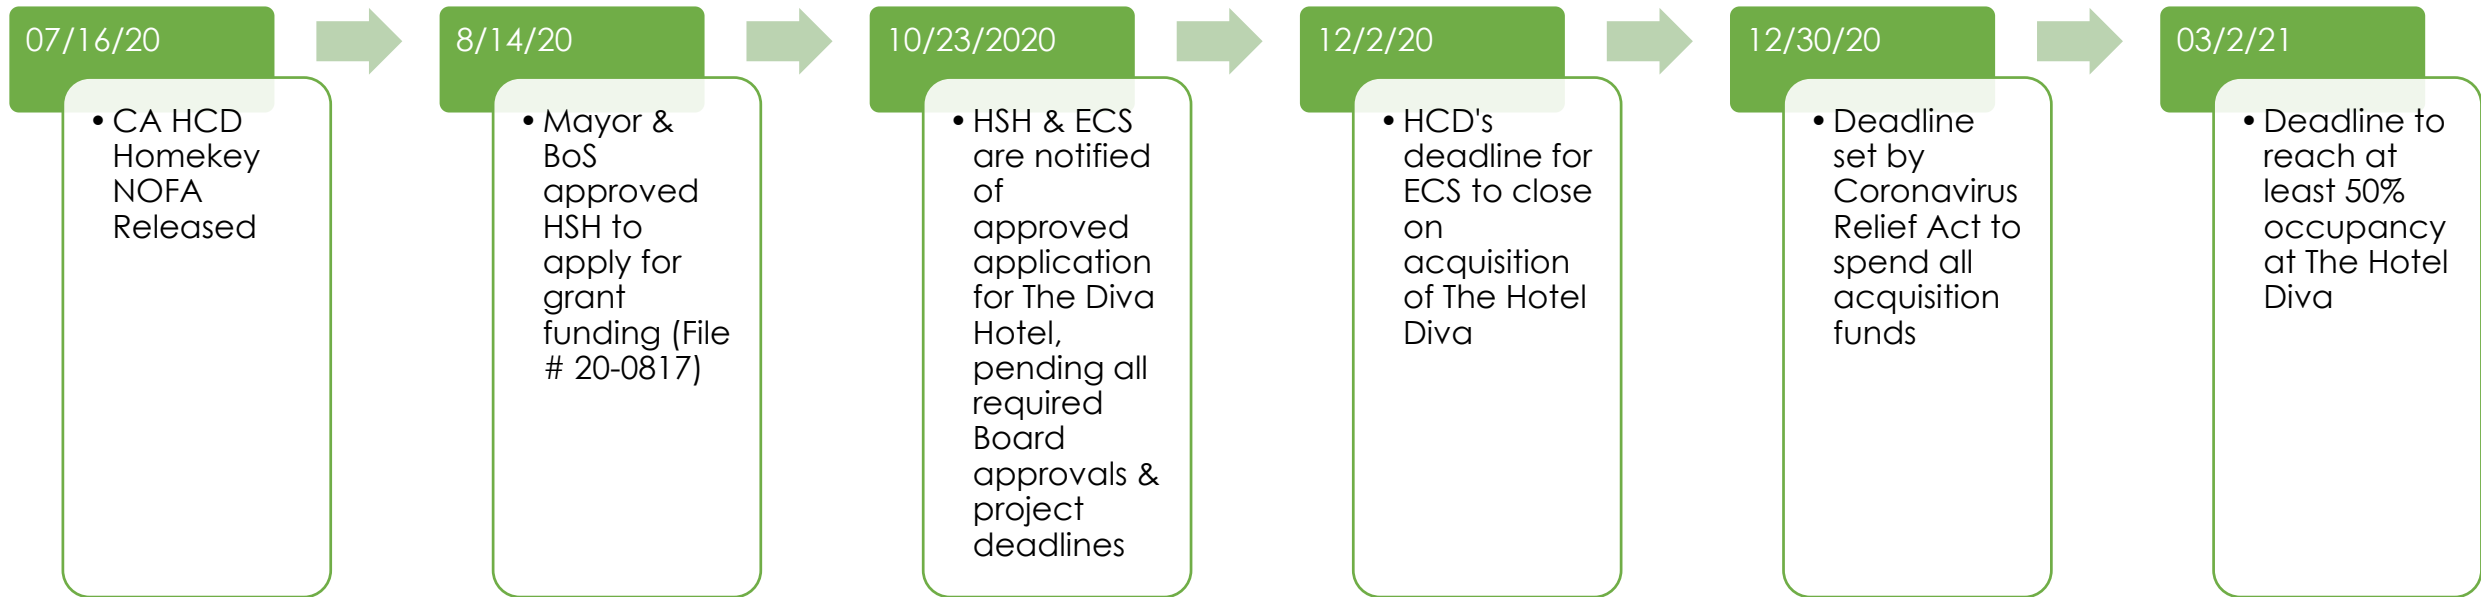 07/16/20
• CA HCD
Homekey
NOFA
Released
8/14/20
• Mayor &
BoS
approved
HSH to
apply for
grant
funding (File
# 20-0817)
10/23/2020
• HSH & ECS
are notified
of
approved
application
for The Diva
Hotel,
pending all
required
Board
approvals &
project
deadlines
12/2/20
• HCD's
deadline for
ECS to close
on
acquisition
of The Hotel
Diva
12/30/20
• Deadline
set by
Coronavirus
Relief Act to
spend all
acquisition
funds
03/2/21
• Deadline to
reach at
least 50%
occupancy
at The Hotel
Diva